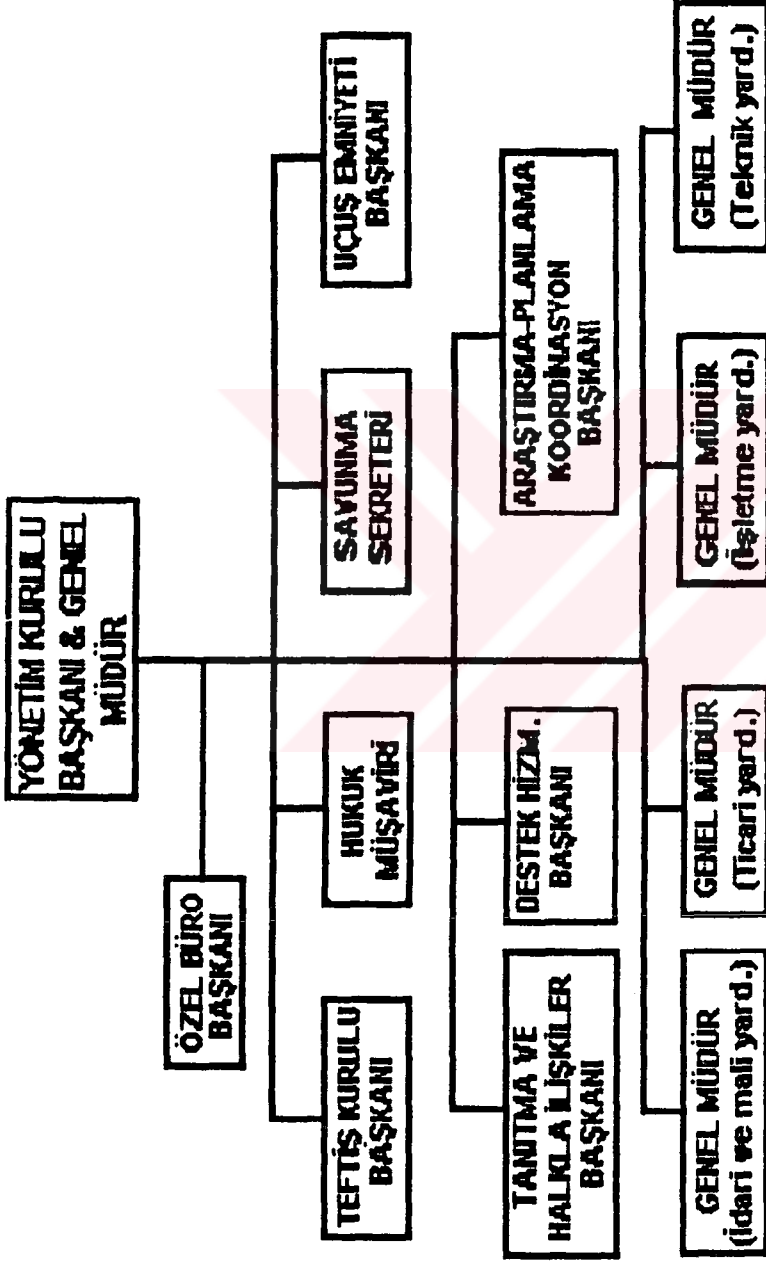 YÖNETİM KURULU
BAŞKANI & GENEL
MÜDÜR
ÖZEL BÜRO
BAŞKANI
TEFTİŞ KURULU
BAŞKANI
HUKUK
MÜŞAVİRİ
SAVUNMA
SEKRETERİ
UÇUŞ EMNİYETİ
BAŞKANI
TANITMA VE
HALKLA İLİŞKİLER
BAŞKANI
DESTEK HİZM.
BAŞKANI
ARAŞTIRMA-PLANLAMA
KOORDİNASYON
BAŞKANI
GENEL MÜDÜR
(İdari ve mali yard.)
GENEL MÜDÜR
(Ticari yard.)
GENEL MÜDÜR
(İşletme yard.)
GENEL MÜDÜR
(Teknik yard.)